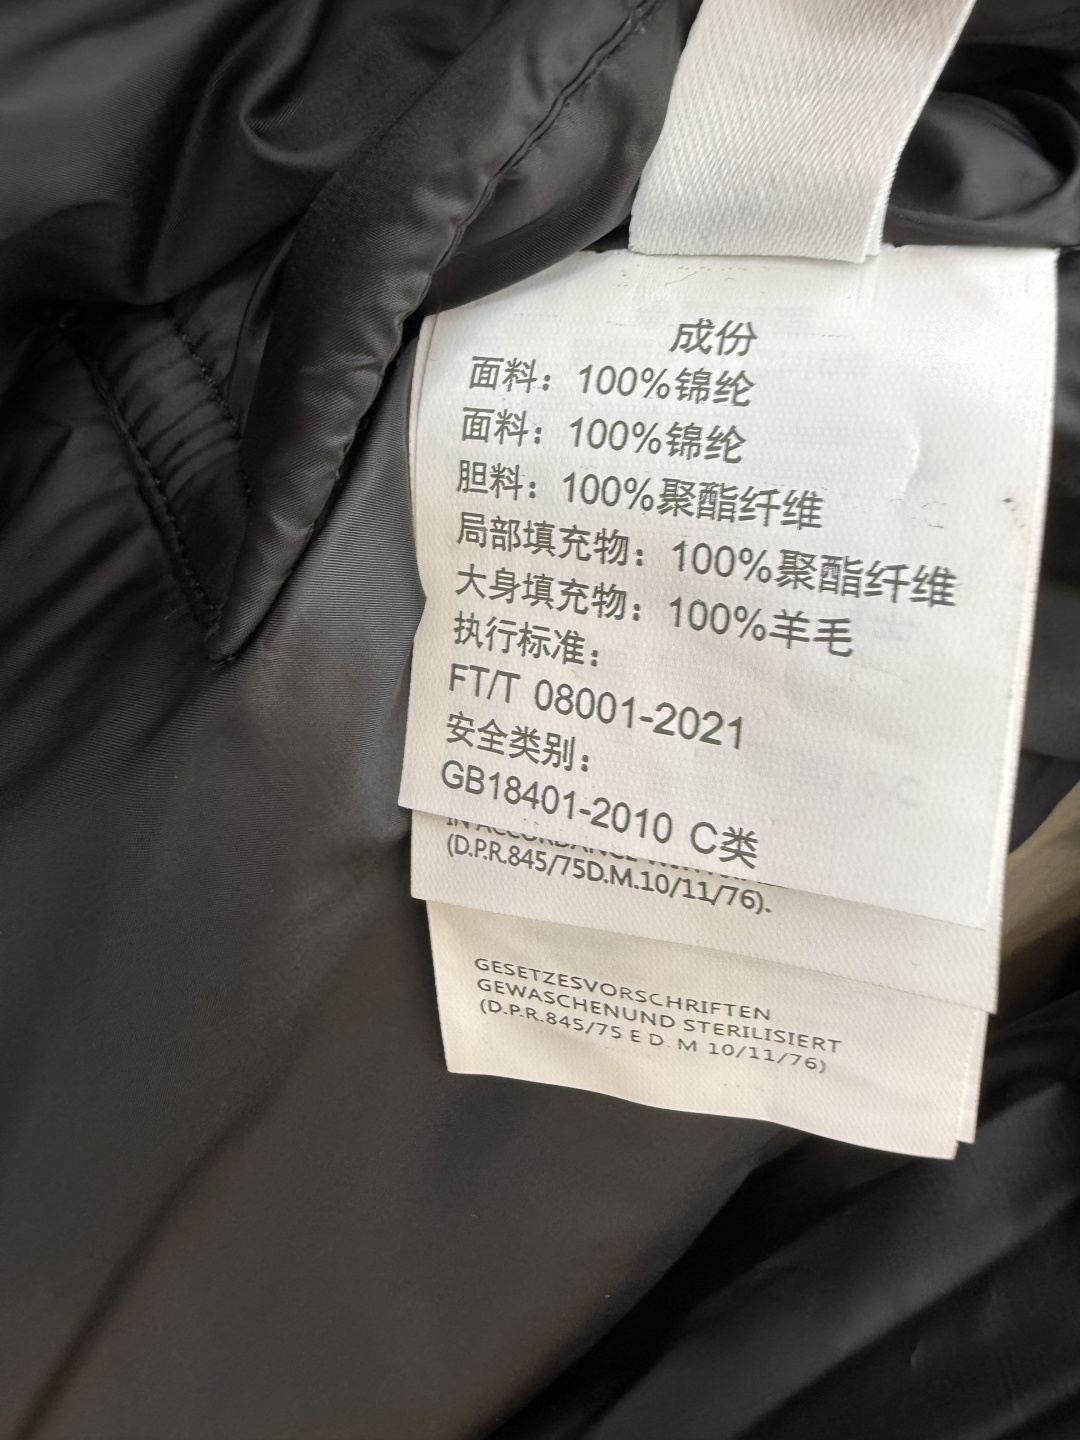 成份
面料：100%锦纶
面料：100%锦纶
胆料：100%聚酯纤维
局部填充物：100%聚酯纤维
大身填充物：100%羊毛
执行标准：
FT/T 08001-2021
安全类别：
GB18401-2010 C类
IN ACCORDANCE
(D.P.R.845/75D.M.10/11/76).
GESETZESVORSCHRIFTEN
GEWASCHENUND STERILISIERT
(D.P.R.845/75 E D. M 10/11/76)